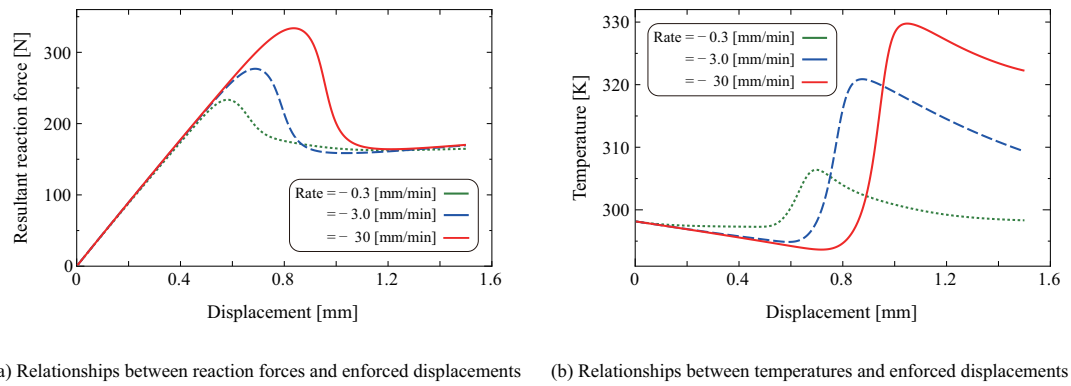 Resultant reaction force [N]
300
200
100
0
0
0.4
0.8
1.2
1.6
Displacement [mm]
Rate = − 0.3 [mm/min]
= − 3.0 [mm/min]
= − 30 [mm/min]
Temperature [K]
330
320
310
300
0
0.4
0.8
1.2
1.6
Displacement [mm]
Rate = − 0.3 [mm/min]
= − 3.0 [mm/min]
= − 30 [mm/min]
a) Relationships between reaction forces and enforced displacements
(b) Relationships between temperatures and enforced displacements